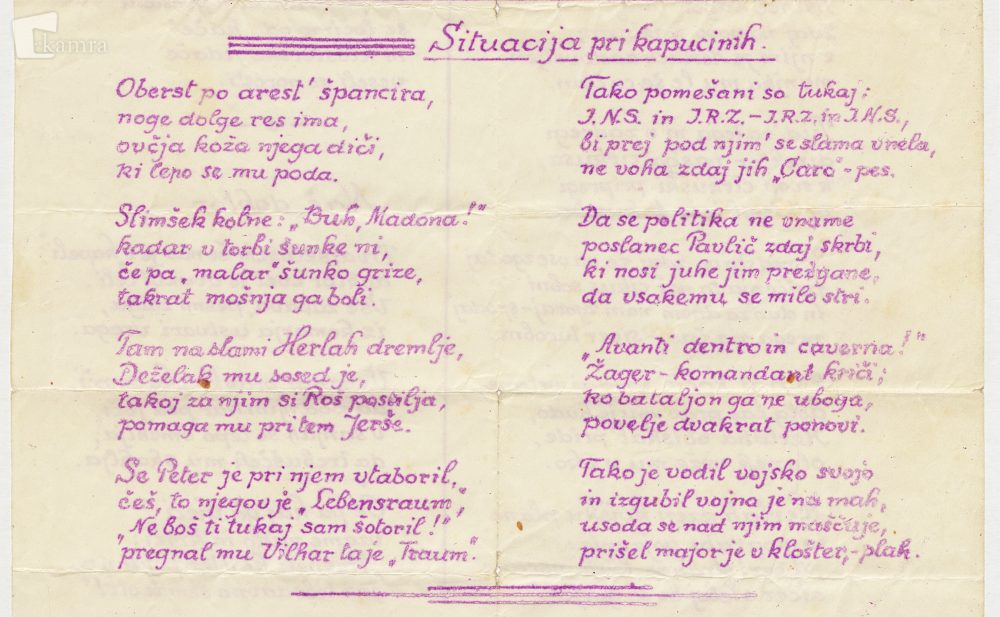 kamra
Situacija pri kapucinih.
Oberst po arest' špancira,
noge dolge res ima,
ovčja koža njega diči,
ki lepo se mu poda.
Slimšek kolne: „Buh, Madona!"
kadar v torbi šunke ni,
če pa „malar" šunko grize,
takrat mošnja ga boli.
Tam na slami Herlah dremlje,
Deželak mu sosed je,
takoj za njim si Roš postilja,
pomaga mu pri tem Jerše.
Se Peter je pri njem vtaboril,
češ, to njegov je „Lebensraum",
„Ne boš ti tukaj sam šotoril!"
pregnal mu Vilhar ta je „Traum".
Tako pomešani so tukaj:
J.N.S. in J.R.Z. - J.R.Z. in J.N.S.,
bi prej pod njim' se slama vnela,
ne voha zdaj jih „Caro" - pes.
Da se politika ne vname
poslanec Pavlič zdaj skrbi,
ki nosi juhe jim prežgane,
da vsakemu se milo stri.
„Avanti dentro in caverna!"
Žager - komandant kriči;
ko bataljon ga ne uboga,
povelje dvakrat ponovi.
Tako je vodil vojsko svojo
in izgubil vojno je na mah,
usoda se nad njim maščuje,
prišel major je v klošter, - plak.